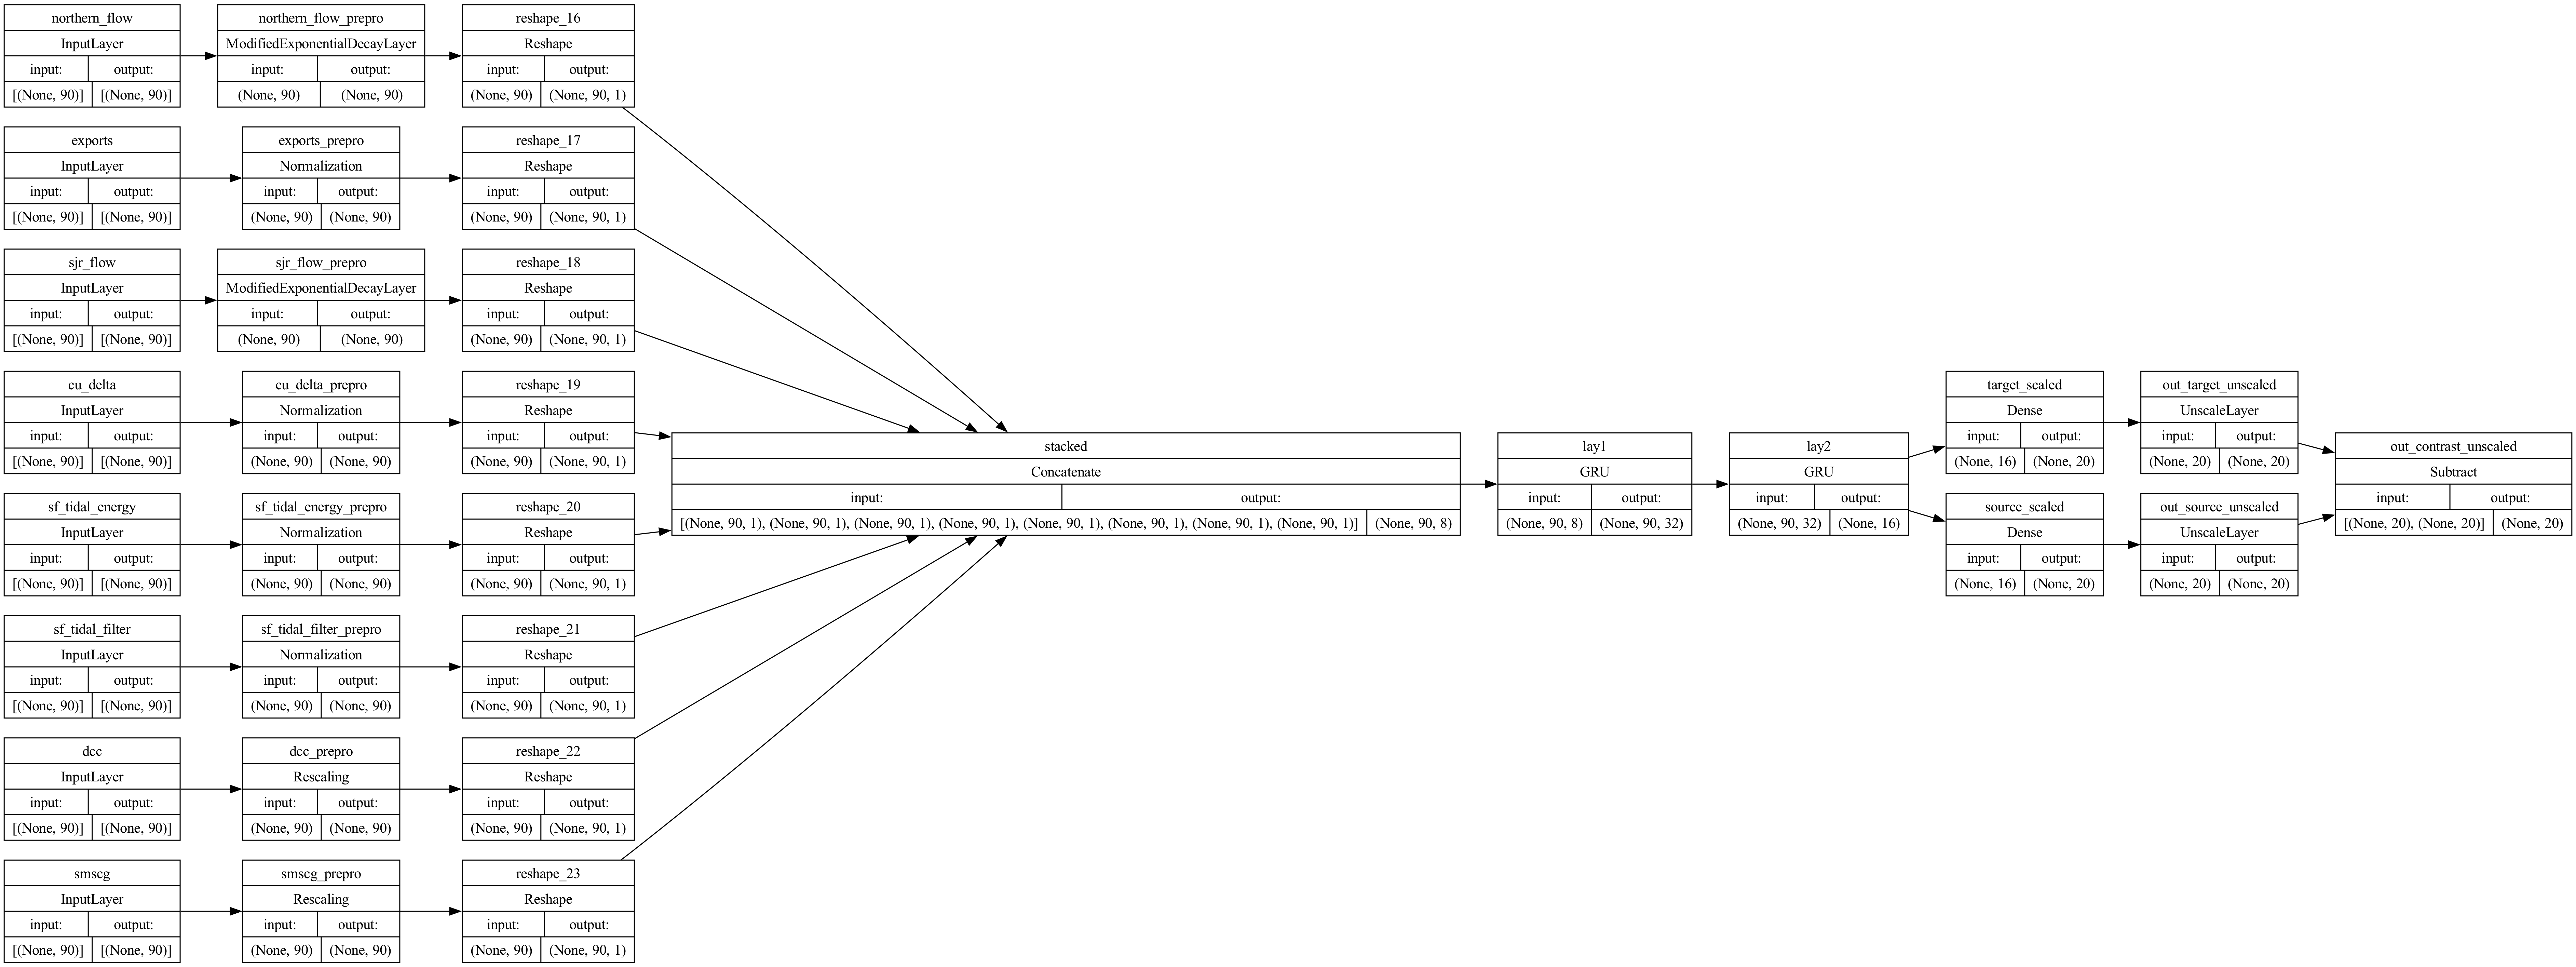 northern_flow
InputLayer
input: output:
[(None, 90)] [(None, 90)]
northern_flow_prepro
ModifiedExponentialDecayLayer
input: output:
(None, 90) (None, 90)
reshape_16
Reshape
input: output:
(None, 90) (None, 90, 1)
exports
InputLayer
input: output:
[(None, 90)] [(None, 90)]
exports_prepro
Normalization
input: output:
(None, 90) (None, 90)
reshape_17
Reshape
input: output:
(None, 90) (None, 90, 1)
sjr_flow
InputLayer
input: output:
[(None, 90)] [(None, 90)]
sjr_flow_prepro
ModifiedExponentialDecayLayer
input: output:
(None, 90) (None, 90)
reshape_18
Reshape
input: output:
(None, 90) (None, 90, 1)
cu_delta
InputLayer
input: output:
[(None, 90)] [(None, 90)]
cu_delta_prepro
Normalization
input: output:
(None, 90) (None, 90)
reshape_19
Reshape
input: output:
(None, 90) (None, 90, 1)
sf_tidal_energy
InputLayer
input: output:
[(None, 90)] [(None, 90)]
sf_tidal_energy_prepro
Normalization
input: output:
(None, 90) (None, 90)
reshape_20
Reshape
input: output:
(None, 90) (None, 90, 1)
sf_tidal_filter
InputLayer
input: output:
[(None, 90)] [(None, 90)]
sf_tidal_filter_prepro
Normalization
input: output:
(None, 90) (None, 90)
reshape_21
Reshape
input: output:
(None, 90) (None, 90, 1)
dcc
InputLayer
input: output:
[(None, 90)] [(None, 90)]
dcc_prepro
Rescaling
input: output:
(None, 90) (None, 90)
reshape_22
Reshape
input: output:
(None, 90) (None, 90, 1)
smscg
InputLayer
input: output:
[(None, 90)] [(None, 90)]
smscg_prepro
Rescaling
input: output:
(None, 90) (None, 90)
reshape_23
Reshape
input: output:
(None, 90) (None, 90, 1)
stacked
Concatenate
input: output:
[(None, 90, 1), (None, 90, 1), (None, 90, 1), (None, 90, 1), (None, 90, 1), (None, 90, 1), (None, 90, 1), (None, 90, 1)] (None, 90, 8)
lay1
GRU
input: output:
(None, 90, 8) (None, 90, 32)
lay2
GRU
input: output:
(None, 90, 32) (None, 16)
target_scaled
Dense
input: output:
(None, 16) (None, 20)
out_target_unscaled
UnscaleLayer
input: output:
(None, 20) (None, 20)
source_scaled
Dense
input: output:
(None, 16) (None, 20)
out_source_unscaled
UnscaleLayer
input: output:
(None, 20) (None, 20)
out_contrast_unscaled
Subtract
input: output:
[(None, 20), (None, 20)] (None, 20)